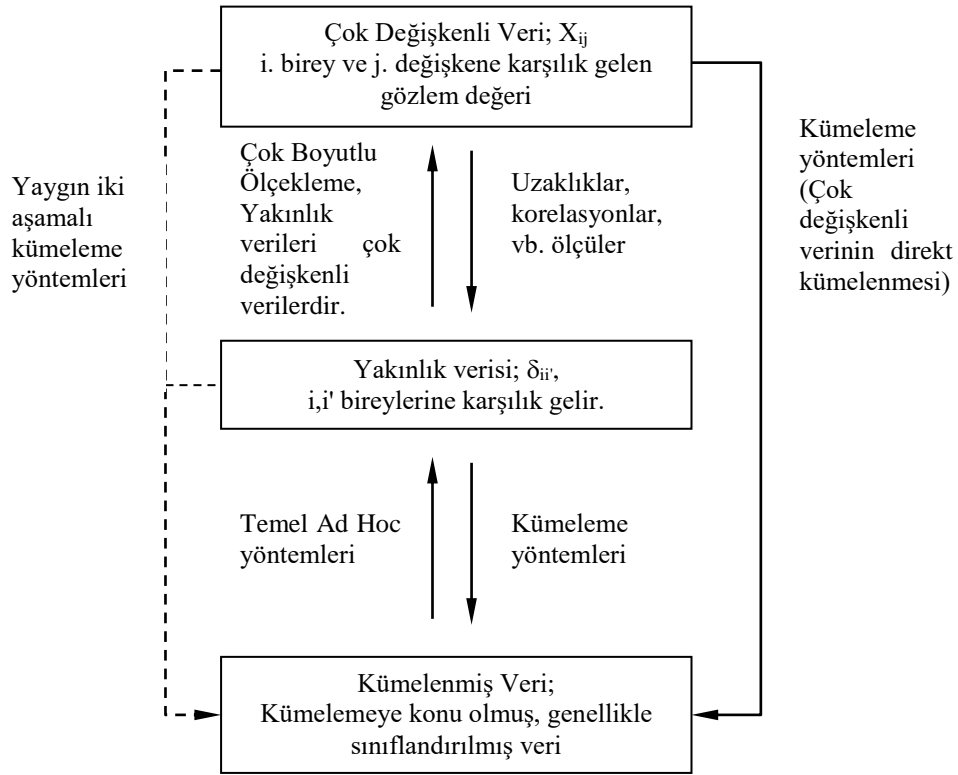 Çok Değişkenli Veri; Xij
i. birey ve j. değişkene karşılık gelen
gözlem değeri
Yaygın iki
aşamalı
kümeleme
yöntemleri
Çok Boyutlu
Ölçekleme,
Yakınlık
verileri çok
değişkenli
verilerdir.
Uzaklıklar,
korelasyonlar,
vb. ölçüler
Kümeleme
yöntemleri
(Çok
değişkenli
verinin direkt
kümelenmesi)
Yakınlık verisi; δii',
i,i' bireylerine karşılık gelir.
Temel Ad Hoc
yöntemleri
Kümeleme
yöntemleri
Kümelenmiş Veri;
Kümelemeye konu olmuş, genellikle
sınıflandırılmış veri